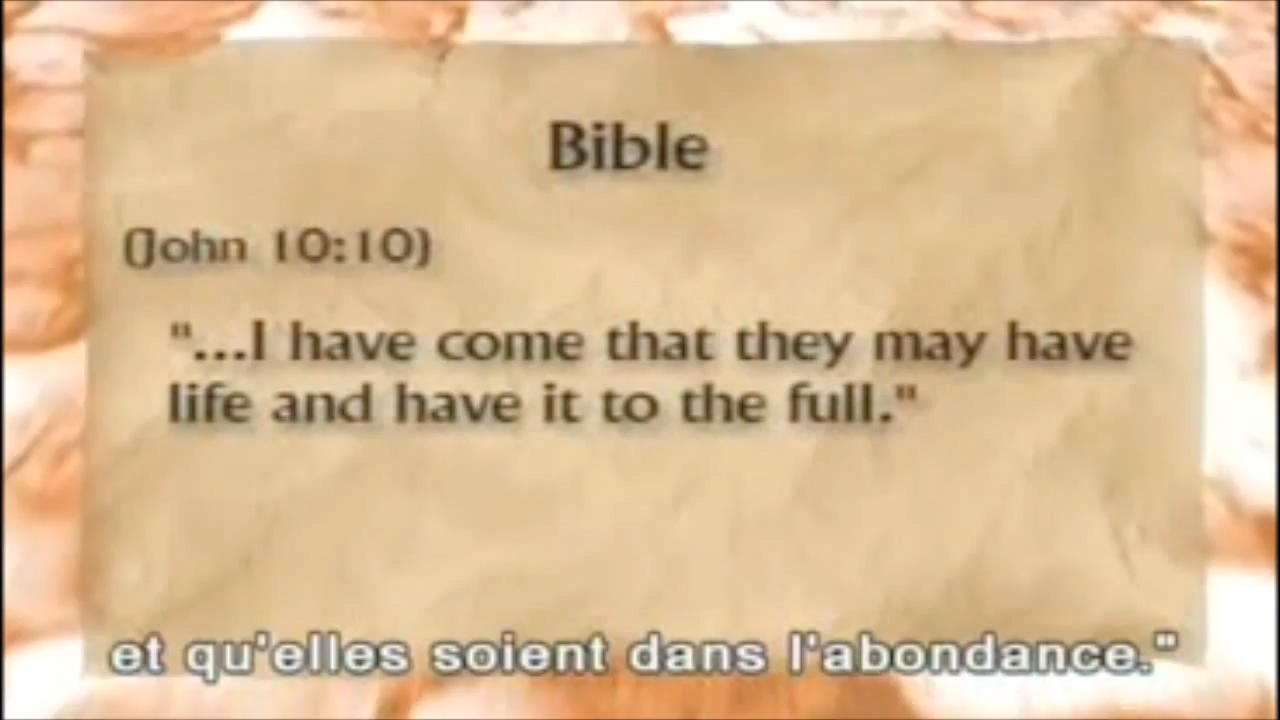 Bible
(John 10:10)
"...I have come that they may have
life and have it to the full."
et qu'elles soient dans l'abondance."